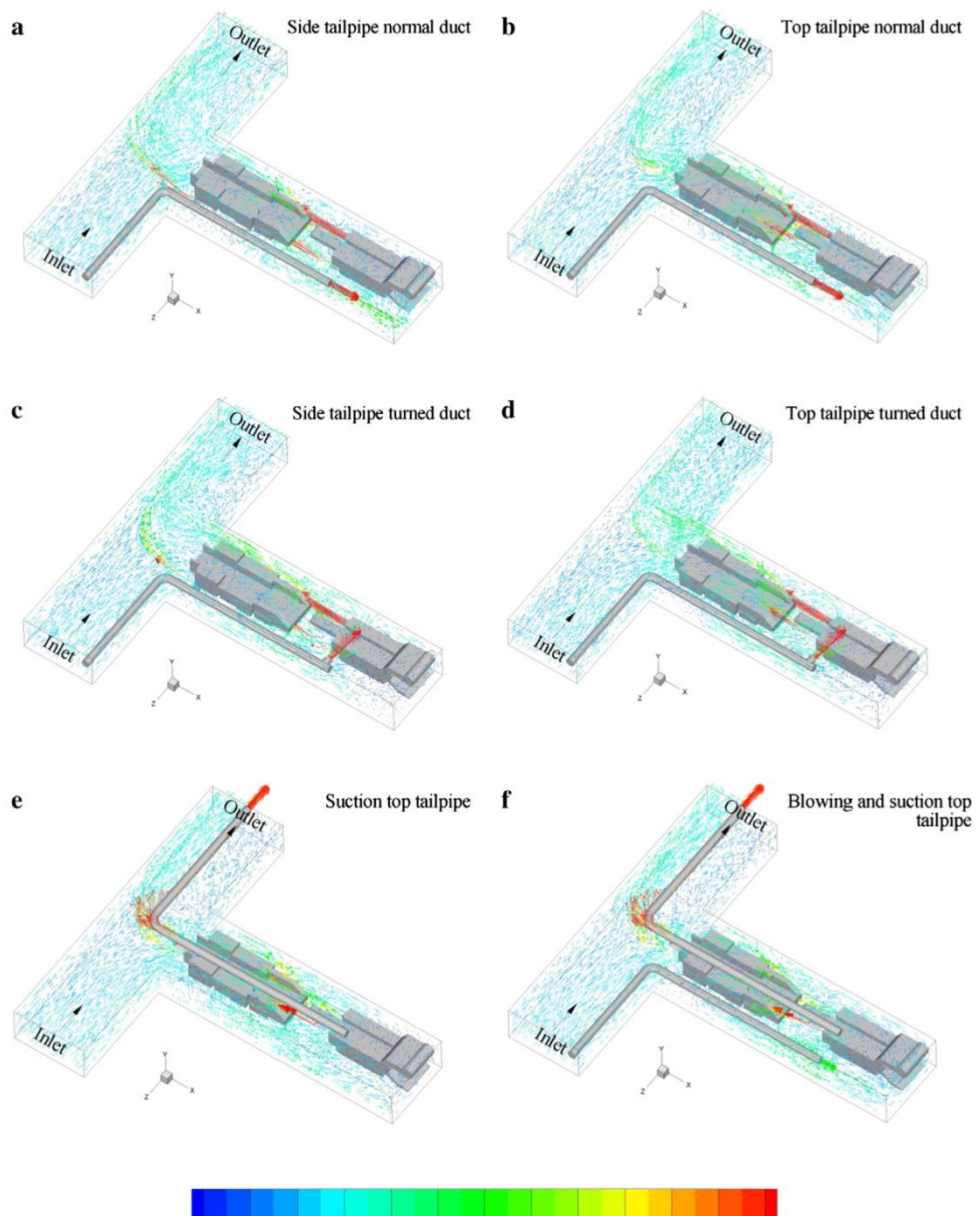 a
Side tailpipe normal duct
Outlet
Inlet
Y
Z
X
b
Top tailpipe normal duct
Outlet
Inlet
Y
Z
X
c
Side tailpipe turned duct
Outlet
Inlet
Y
Z
X
d
Top tailpipe turned duct
Outlet
Inlet
Y
Z
X
e
Suction top tailpipe
Outlet
Inlet
Y
Z
X
f
Blowing and suction top
tailpipe
Outlet
Inlet
Y
Z
X